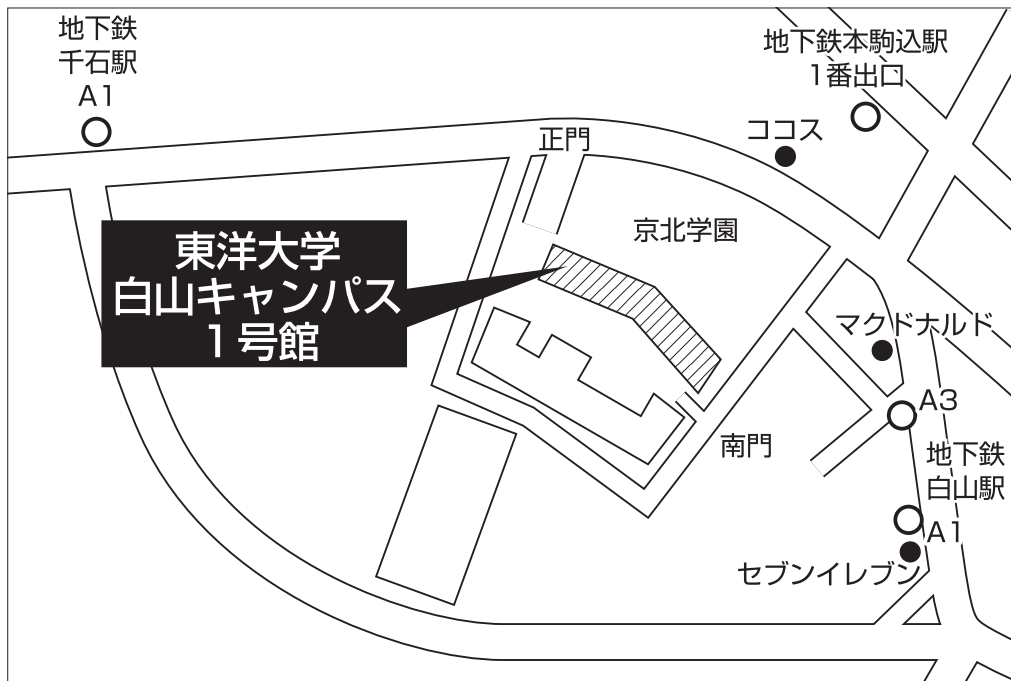 地下鉄
千石駅
A1
地下鉄本駒込駅
1番出口
ココス
正門
京北学園
東洋大学
白山キャンパス
1号館
マクドナルド
A3
南門
地下鉄
白山駅
A1
セブンイレブン